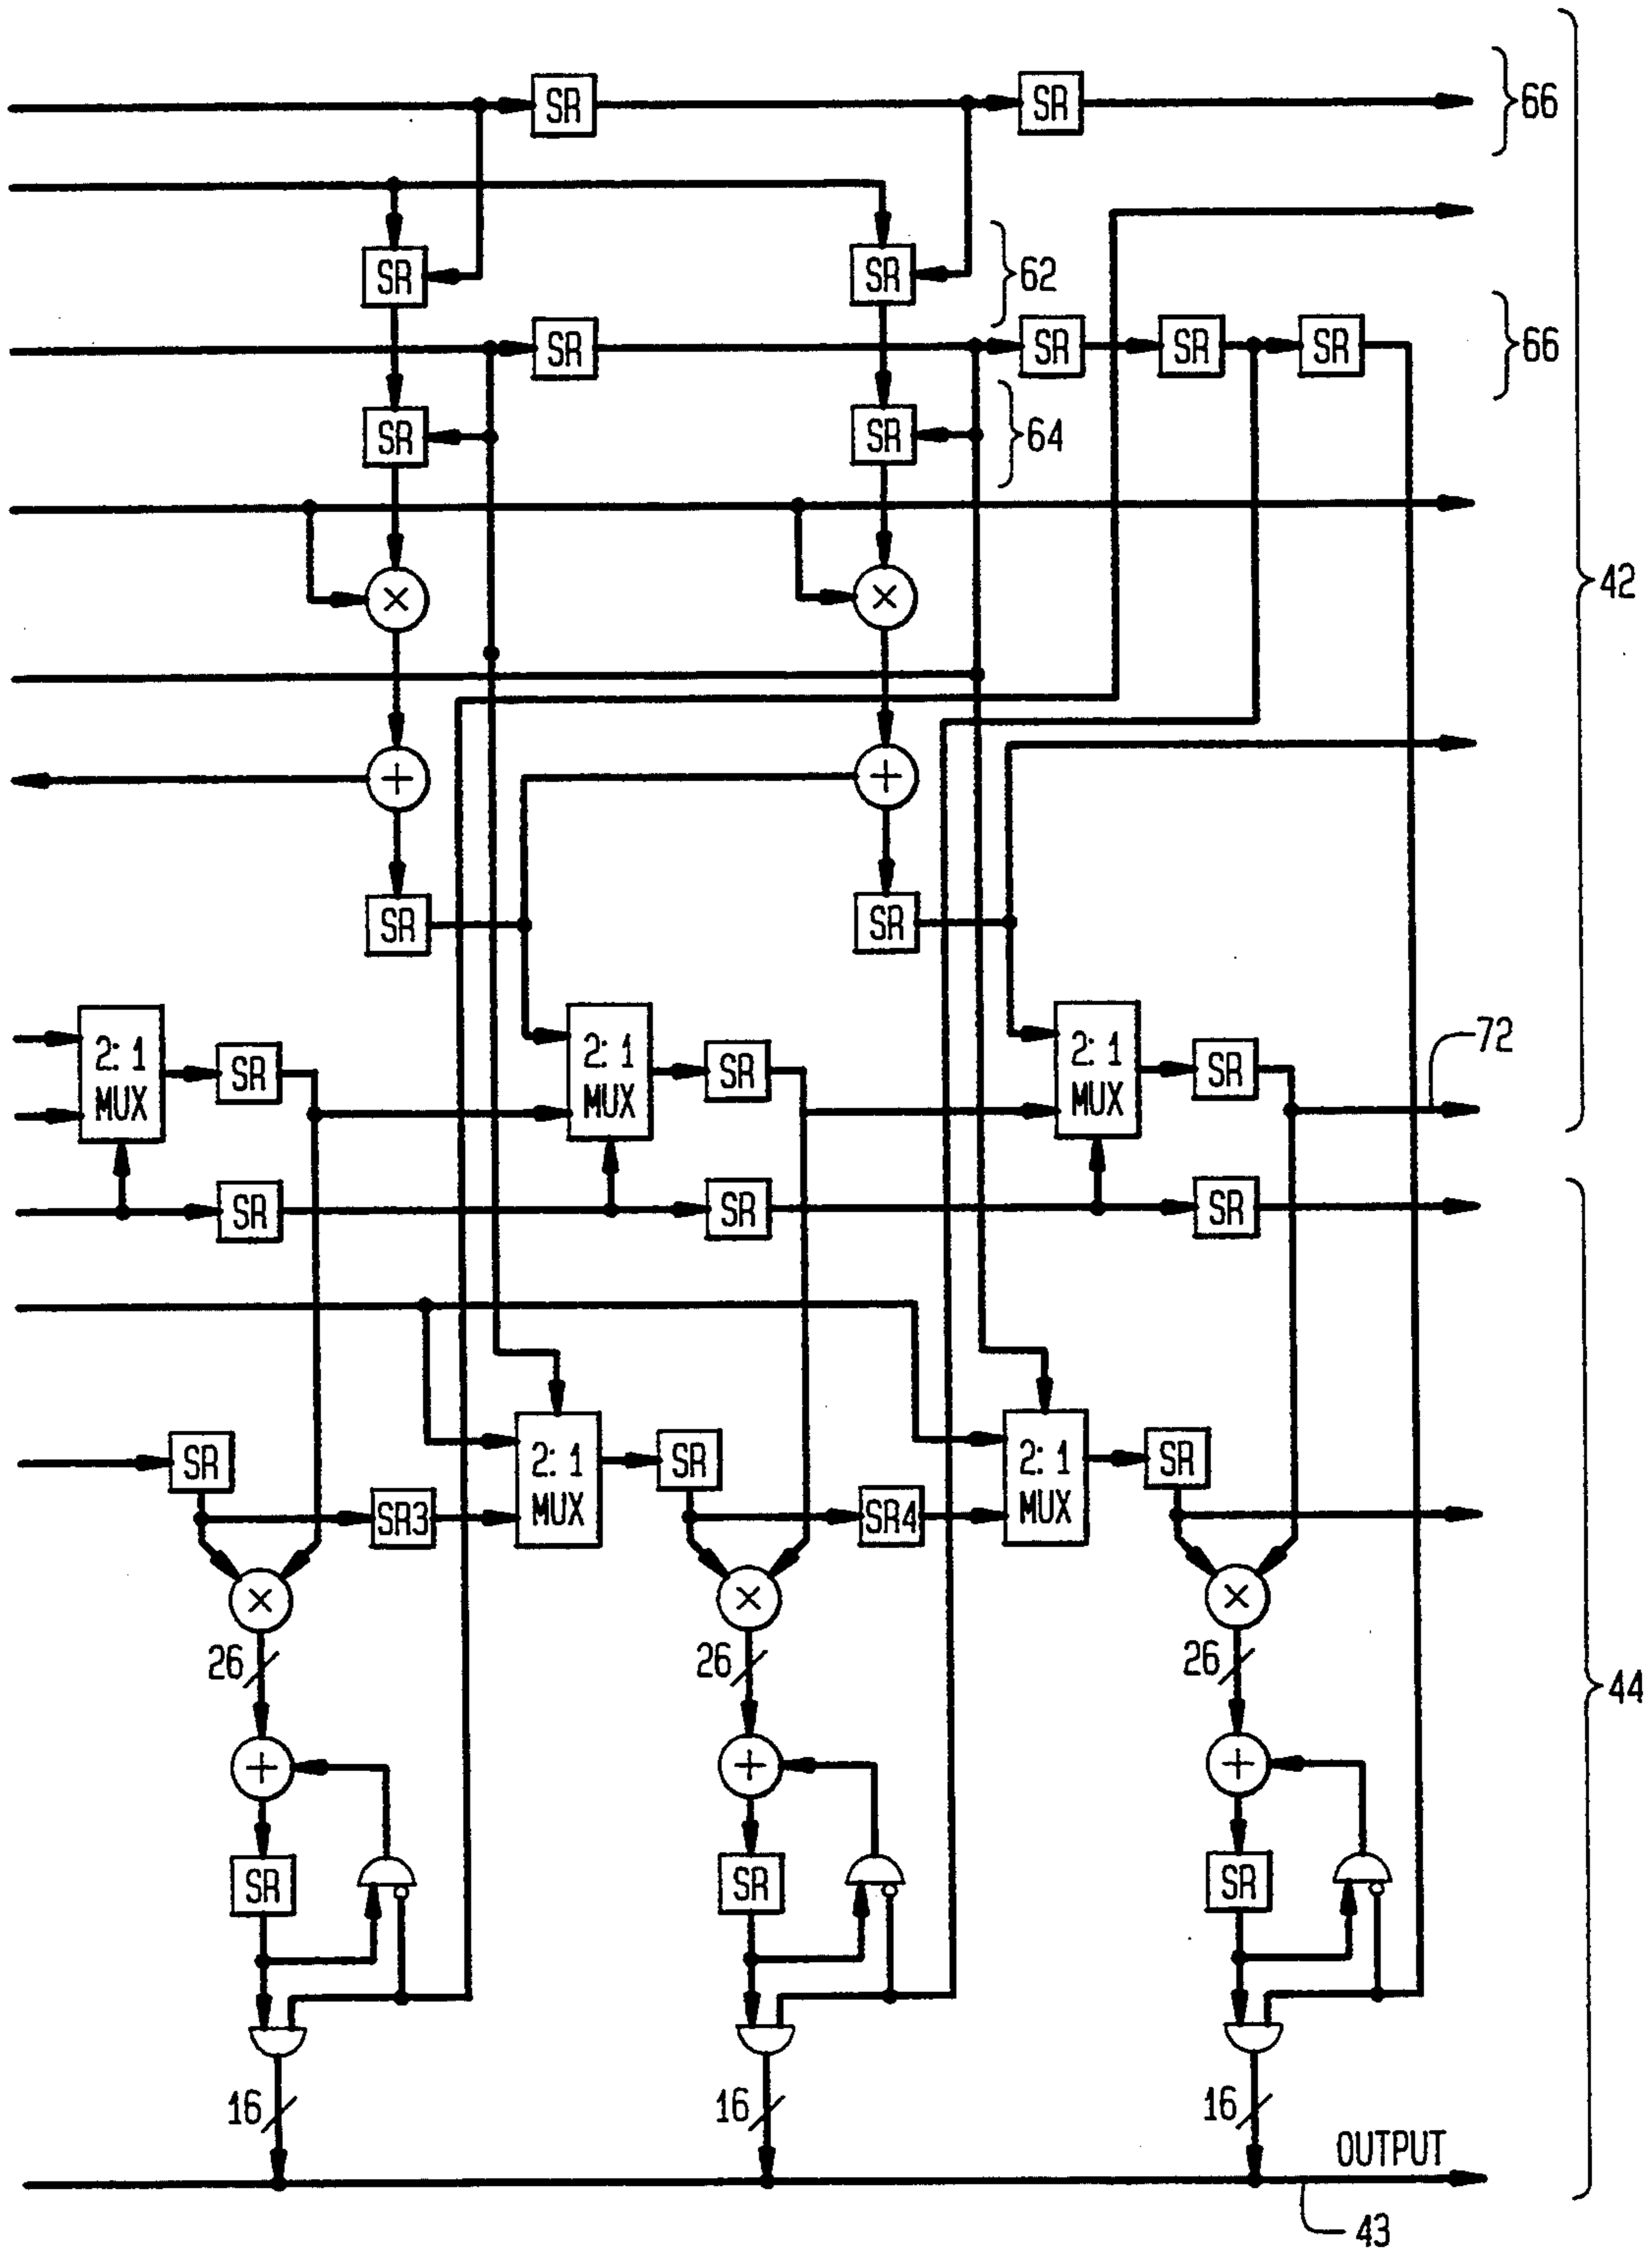 SR SR 66
SR SR 62
SR SR SR SR 66
SR SR 64
× ×
42
+ +
SR SR
2: 1 MUX SR 2: 1 MUX SR 2: 1 MUX SR 72
SR SR SR
SR 2: 1 MUX SR 2: 1 MUX SR
SR3 SR4
× × ×
26 26 26
44
+ + +
SR SR SR
16 16 16
OUTPUT
43